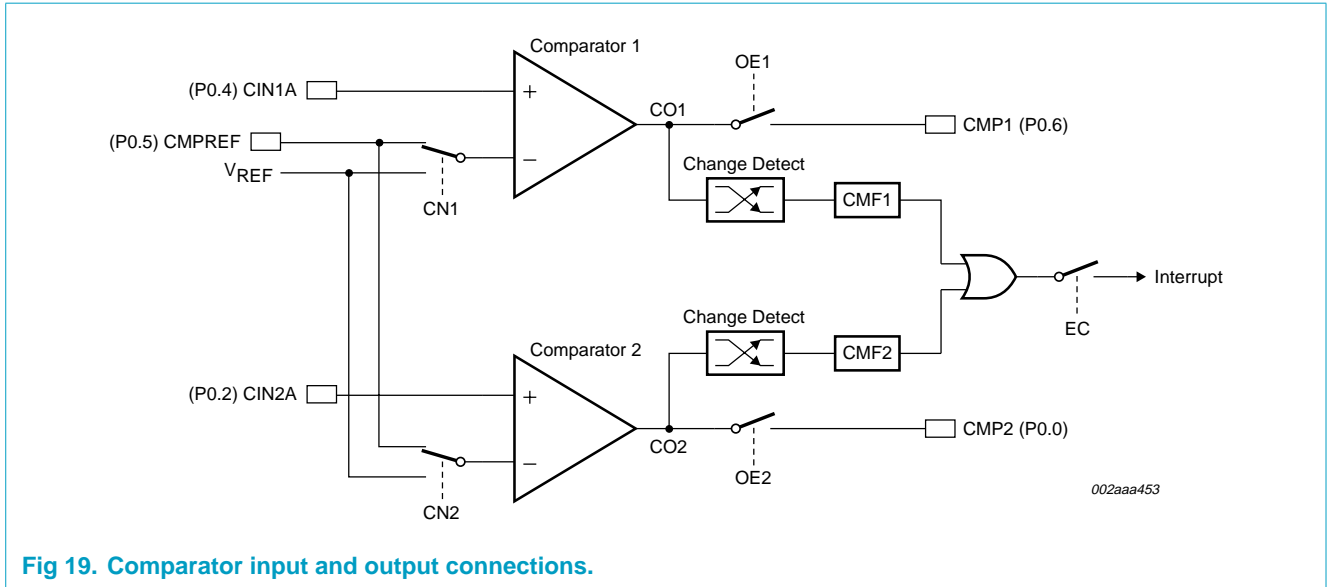 Comparator 1
OE1
(P0.4) CIN1A
+
CO1
CMP1 (P0.6)
(P0.5) CMPREF
VREF
−
CN1
Change Detect
CMF1
Interrupt
EC
Change Detect
CMF2
Comparator 2
(P0.2) CIN2A
+
CO2
CMP2 (P0.0)
−
OE2
CN2
002aaa453
Fig 19. Comparator input and output connections.